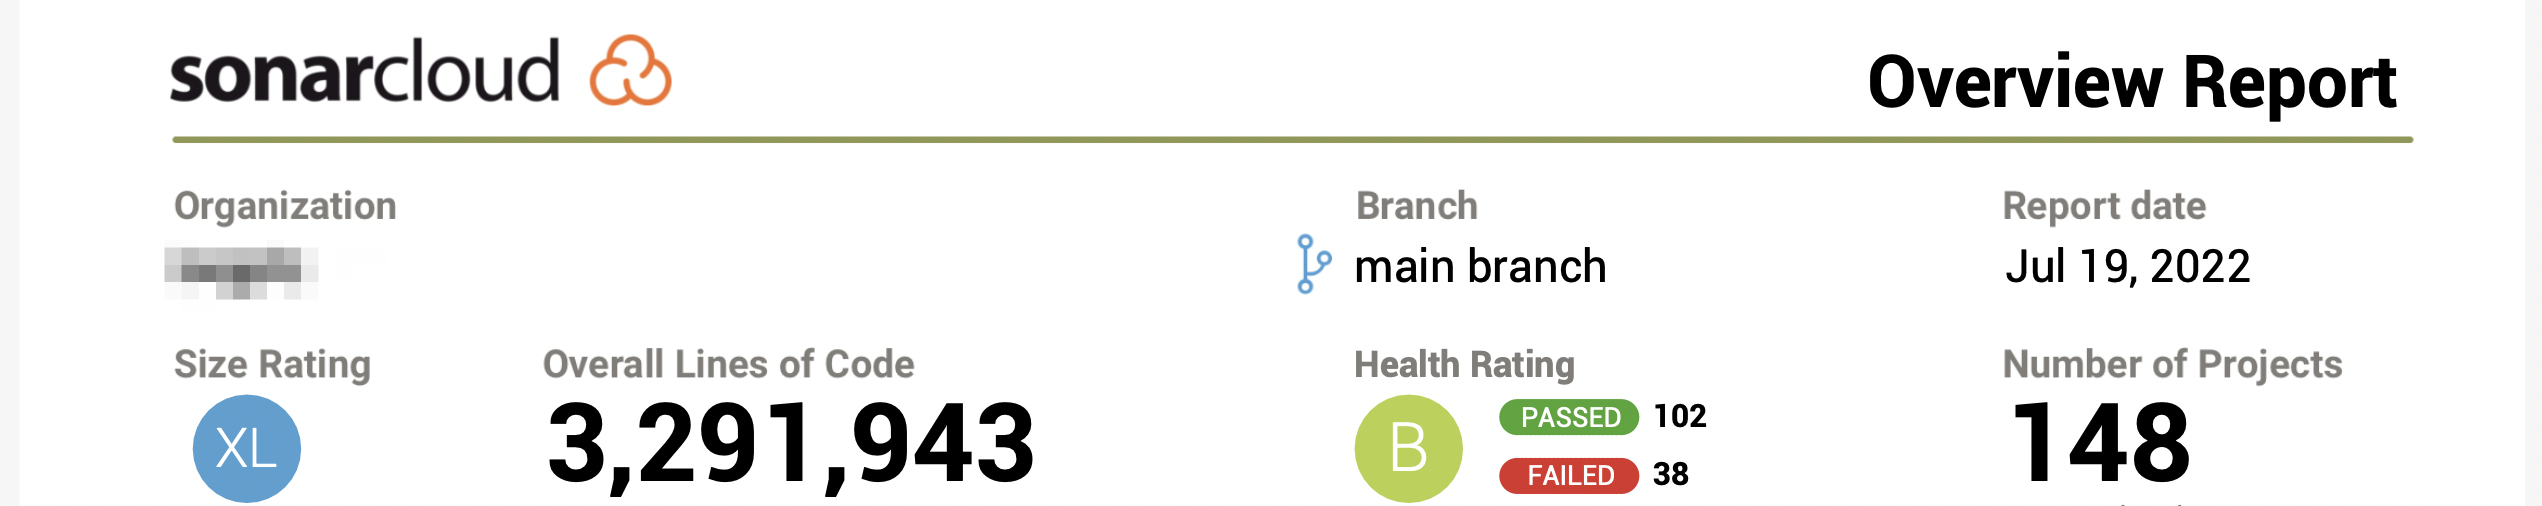 sonarcloud
Overview Report
Organization
Branch
Report date
main branch
Jul 19, 2022
Size Rating
Overall Lines of Code
Health Rating
Number of Projects
XL
3,291,943
B
PASSED 102
FAILED 38
148